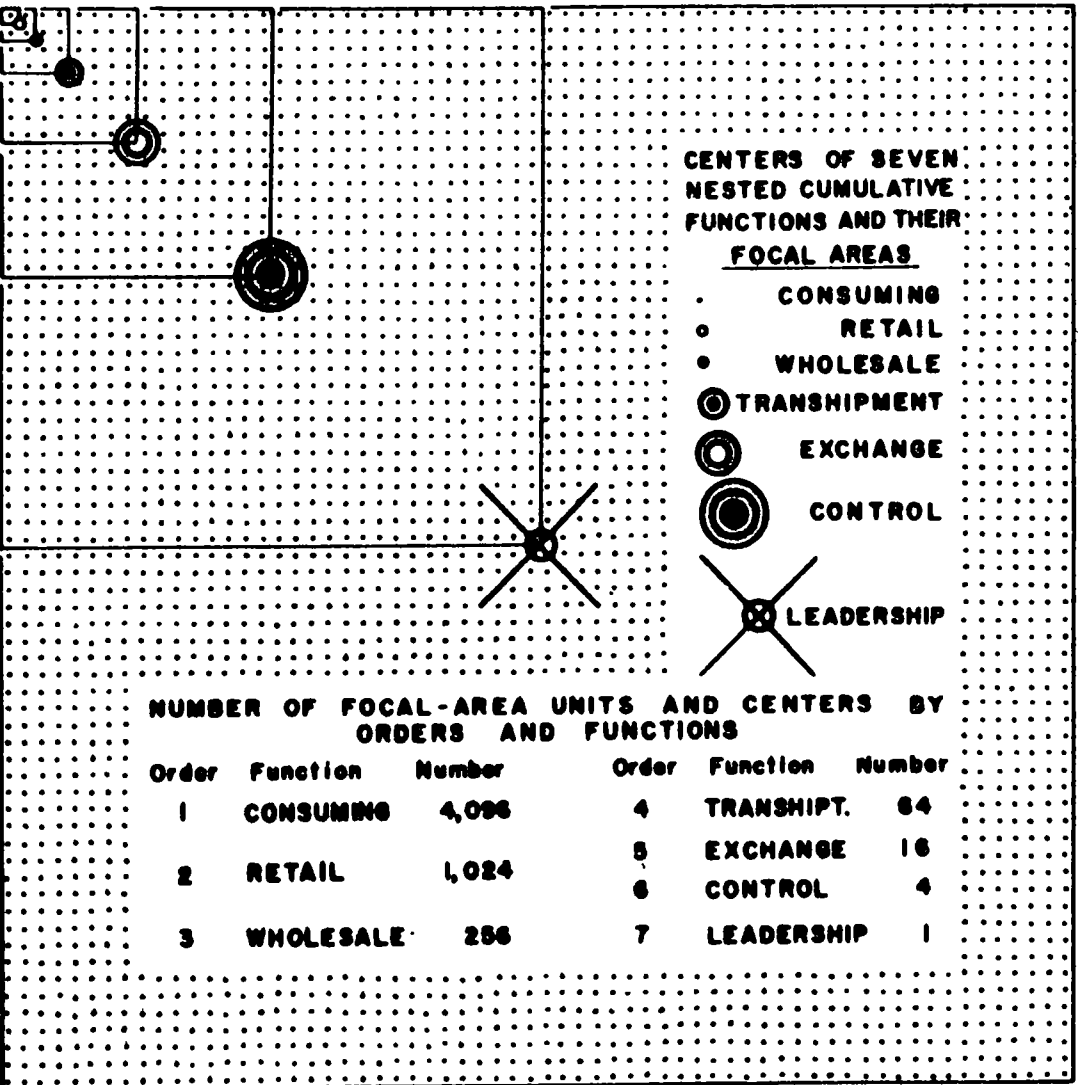 CENTERS OF SEVEN
NESTED CUMULATIVE
FUNCTIONS AND THEIR
FOCAL AREAS
CONSUMING
RETAIL
WHOLESALE
TRANSHIPMENT
EXCHANGE
CONTROL
LEADERSHIP
NUMBER OF FOCAL-AREA UNITS AND CENTERS BY
ORDERS AND FUNCTIONS
Order Function Number Order Function Number
1 CONSUMING 4,096 4 TRANSHIPT. 64
5 EXCHANGE 16
2 RETAIL 1,024
6 CONTROL 4
3 WHOLESALE 256 7 LEADERSHIP 1